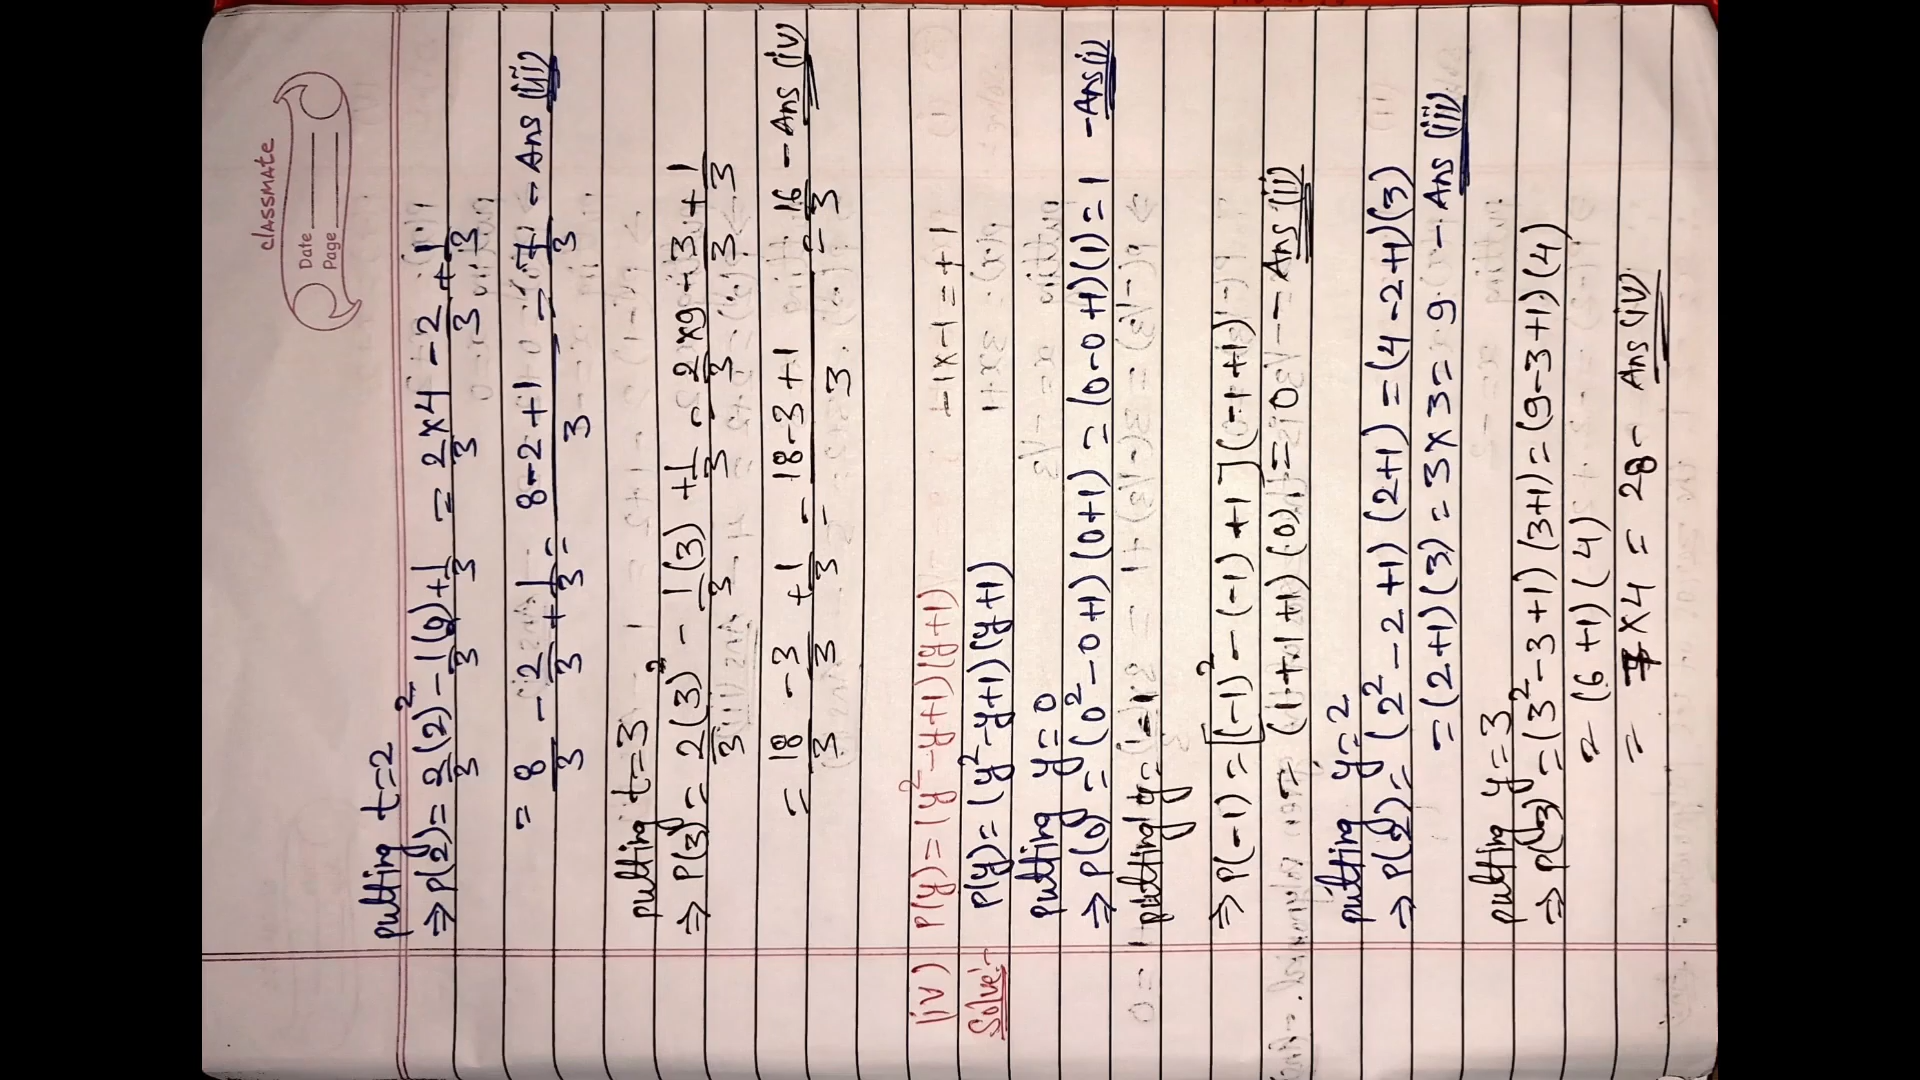 classmate
Date
Page
putting t=2
⇒ P(2) = 2/3 (2)² - 1/3 (2) + 1/3 = 2/3 x 4 - 2/3 + 1/3
= 8/3 - 2/3 + 1/3 = 8-2+1/3 = 7/3 - Ans (iii)
putting t=3
⇒ P(3) = 2/3 (3)² - 1/3 (3) + 1/3 = 2/3 x 9 - 3/3 + 1/3
= 18/3 - 3/3 + 1/3 = 18-3+1/3 = 16/3 - Ans (iv)
(iv) P(y) = (y² - y + 1) (y+1) -1x-1=+1
Solve:- P(y) = (y² - y + 1) (y + 1)
putting y=0
⇒ P(0) = (0² - 0 + 1) (0+1) = (0-0+1) (1) = 1 - Ans(i)
putting y = (-1)
⇒ P(-1) = [(-1)² - (-1) + 1] (-1+1)
= (1+1+1) (0) = 0 - Ans (ii)
putting y=2
⇒ P(2) = (2² - 2 + 1) (2+1) = (4 - 2 + 1) (3)
= (2+1) (3) = 3 x 3 = 9 - Ans (iii)
putting y=3
⇒ P(3) = (3² - 3 + 1) (3+1) = (9-3+1) (4)
= (6+1) (4)
= 7 x 4 = 28 - Ans (iv)